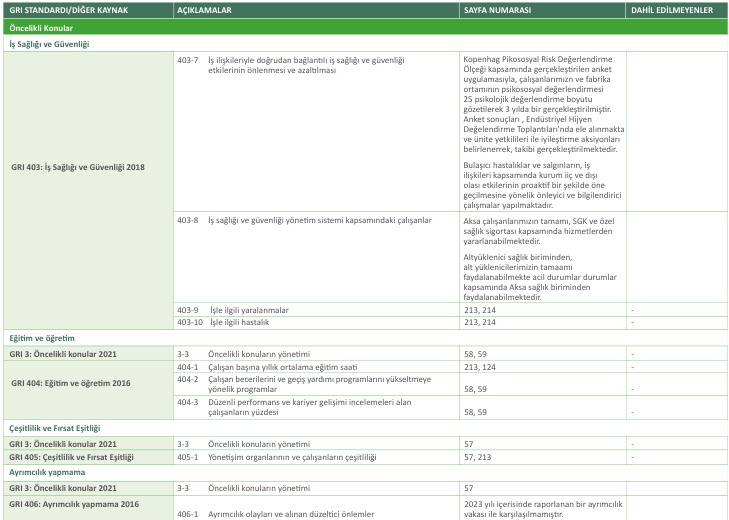 GRI STANDARDI/DİĞER KAYNAK AÇIKLAMALAR SAYFA NUMARASI DAHİL EDİLMEYENLER
Öncelikli Konular
İş Sağlığı ve Güvenliği
GRI 403: İş Sağlığı ve Güvenliği 2018
403-7 İş ilişkileriyle doğrudan bağlantılı iş sağlığı ve güvenliği
etkilerinin önlenmesi ve azaltılması
Kopenhag Pikososyal Risk Değerlendirme
Ölçeği kapsamında gerçekleştirilen anket
uygulamasıyla, çalışanlarımızın ve fabrika
ortamının psikososyal değerlendirmesi
25 psikolojik değerlendirme boyutu
gözetilerek 3 yılda bir gerçekleştirilmiştir.
Anket sonuçları , Endüstriyel Hijyen
Değerlendirme Toplantıları'nda ele alınmakta
ve ünite yetkilileri ile iyileştirme aksiyonları
belirlenerrek, takibi gerçekleştirilmektedir.
Bulaşıcı hastalıklar ve salgınların, iş
ilişkileri kapsamında kurum iiç ve dışı
olası etkilerinin proaktif bir şekilde öne
geçilmesine yönelik önleyici ve bilgilendirici
çalışmalar yapılmaktadır.
403-8 İş sağlığı ve güvenliği yönetim sistemi kapsamındaki çalışanlar
Aksa çalışanlarımızın tamamı, SGK ve özel
sağlık sigortası kapsamında hizmetlerden
yararlanabilmektedir.
Altyüklenici sağlık biriminden,
alt yüklenicilerimizin tamaamı
faydalanabilmekte acil durumlar durumlar
kapsamında Aksa sağlık biriminden
faydalanabilmektedir.
403-9 İşle ilgili yaralanmalar 213, 214 -
403-10 İşle ilgili hastalık 213, 214 -
Eğitim ve öğretim
GRI 3: Öncelikli konular 2021 3-3 Öncelikli konuların yönetimi 58, 59 -
GRI 404: Eğitim ve öğretim 2016
404-1 Çalışan başına yıllık ortalama eğitim saati 213, 124 -
404-2 Çalışan becerilerini ve geçiş yardımı programlarını yükseltmeye
yönelik programlar 58, 59 -
404-3 Düzenli performans ve kariyer gelişimi incelemeleri alan
çalışanların yüzdesi 58, 59 -
Çeşitlilik ve Fırsat Eşitliği
GRI 3: Öncelikli konular 2021 3-3 Öncelikli konuların yönetimi 57 -
GRI 405: Çeşitlilik ve Fırsat Eşitliği 405-1 Yönetişim organlarının ve çalışanların çeşitliliği 57, 213 -
Ayrımcılık yapmama
GRI 3: Öncelikli konular 2021 3-3 Öncelikli konuların yönetimi 57 -
GRI 406: Ayrımcılık yapmama 2016
406-1 Ayrımcılık olayları ve alınan düzeltici önlemler
2023 yılı içerisinde raporlanan bir ayrımcılık
vakası ile karşılaşılmamıştır. -